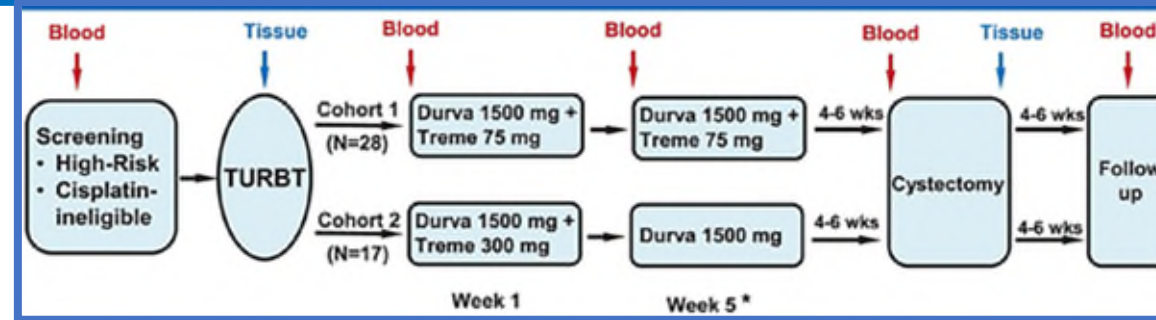 Blood
Tissue
Blood
Blood
Blood
Tissue
Blood
Screening
• High-Risk
• Cisplatin-
ineligible
TURBT
Cohort 1
(N=28)
Durva 1500 mg +
Treme 75 mg
Durva 1500 mg +
Treme 75 mg
4-6 wks
Cohort 2
(N=17)
Durva 1500 mg +
Treme 300 mg
Durva 1500 mg
4-6 wks
Cystectomy
4-6 wks
4-6 wks
Follow
up
Week 1
Week 5 *